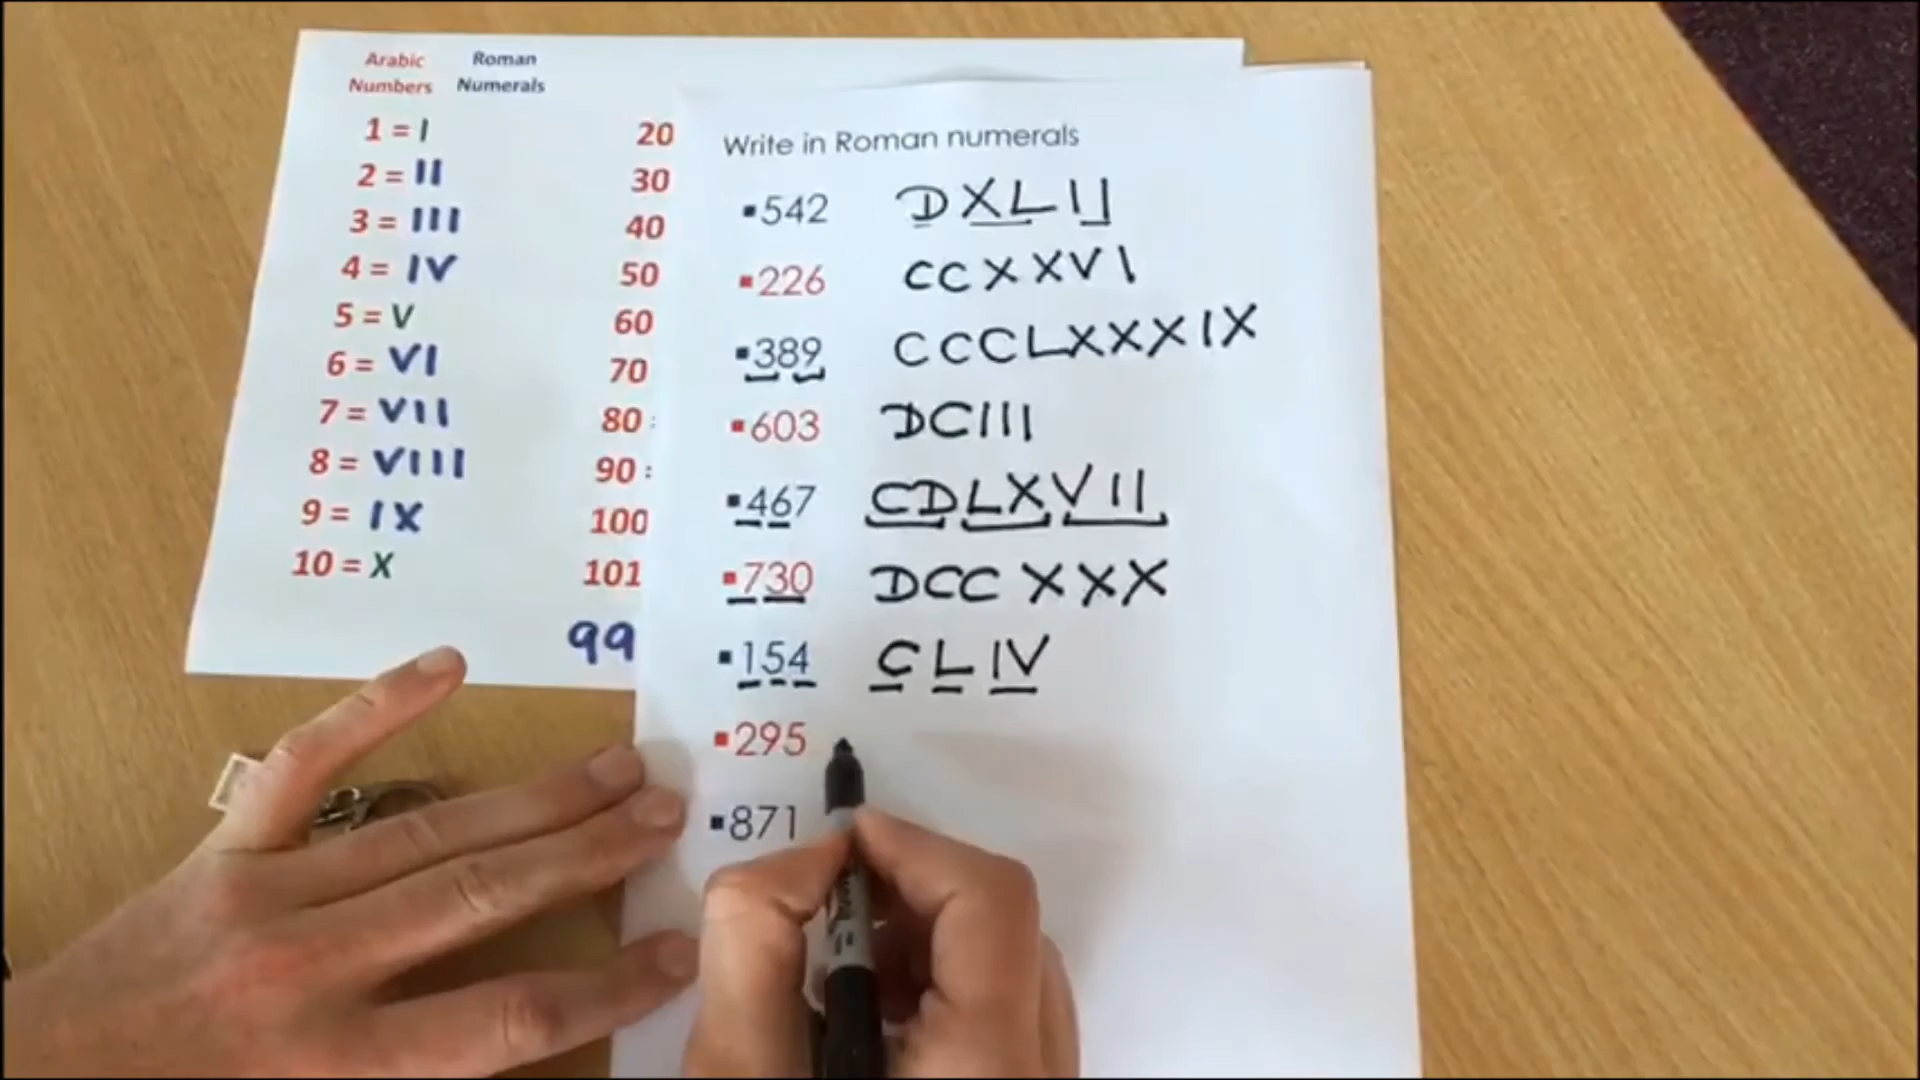 Arabic Roman
Numbers Numerals
1 = I
2 = II
3 = III
4 = IV
5 = V
6 = VI
7 = VII
8 = VIII
9 = IX
10 = X
20
30
40
50
60
70
80 :
90 :
100
101
99
Write in Roman numerals
▪542 DXLII
▪226 CCXXVI
▪389 CCCLXXXIX
▪603 DCIII
▪467 CDLXVII
▪730 DCCXXX
▪154 CLIV
▪295
▪871